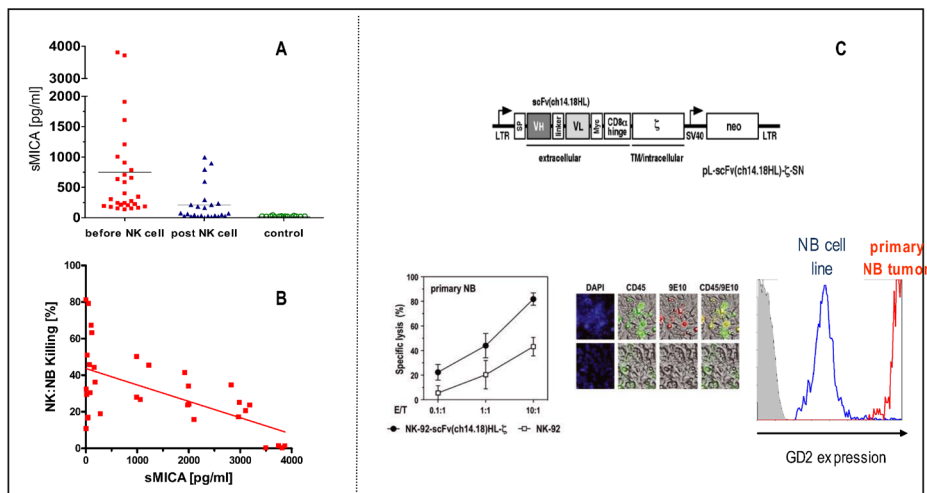 A
sMICA [pg/ml]
4000
3000
2000
1500
1000
500
0
before NK cell post NK cell control
B
NK:NB Killing [%]
100
80
60
40
20
0
0 1000 2000 3000 4000
sMICA [pg/ml]
C
scFv(ch14.18HL)
LTR SP VH linker VL Myc CD8α hinge ζ SV40 neo LTR
extracellular TM/intracellular
pL-scFv(ch14.18HL)-ζ-SN
primary NB
Specific lysis (%)
100
80
60
40
20
0
E/T 0.1:1 1:1 10:1
NK-92-scFv(ch14.18)HL-ζ NK-92
DAPI CD45 9E10 CD45/9E10
NB cell
line
primary
NB tumor
GD2 expression